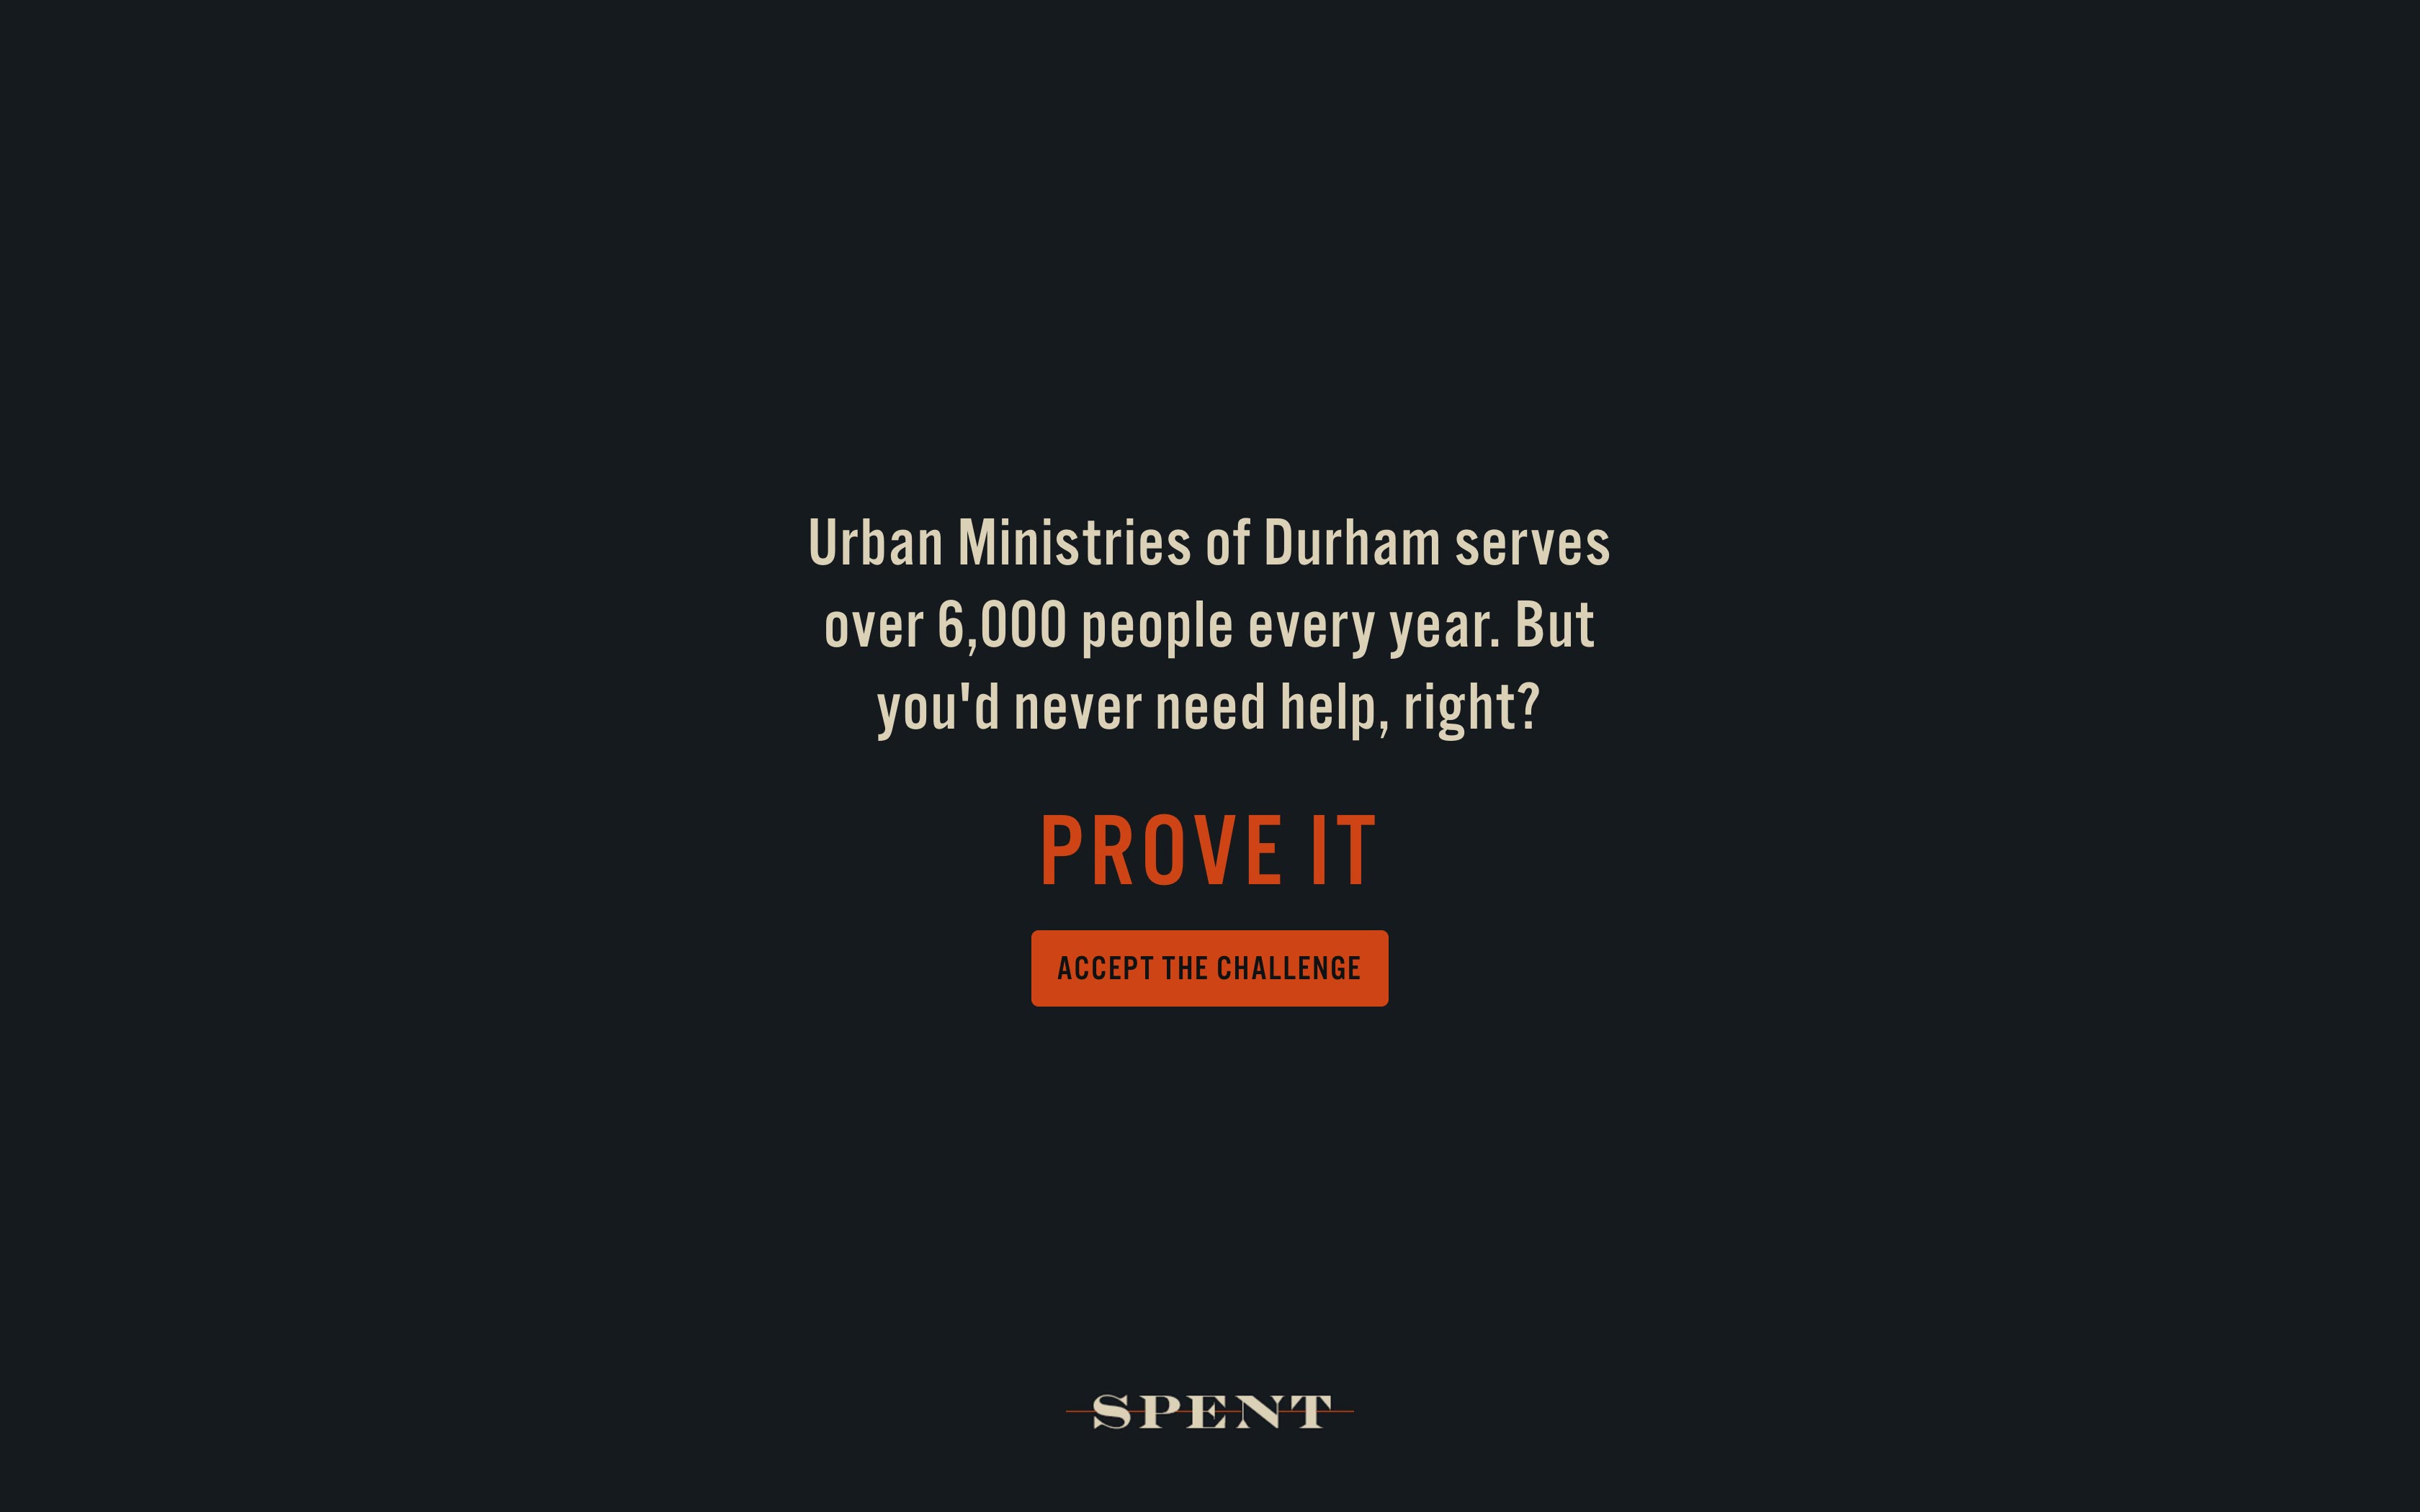 Urban Ministries of Durham serves
over 6,000 people every year. But
you'd never need help, right?
PROVE IT
ACCEPT THE CHALLENGE
SPENT